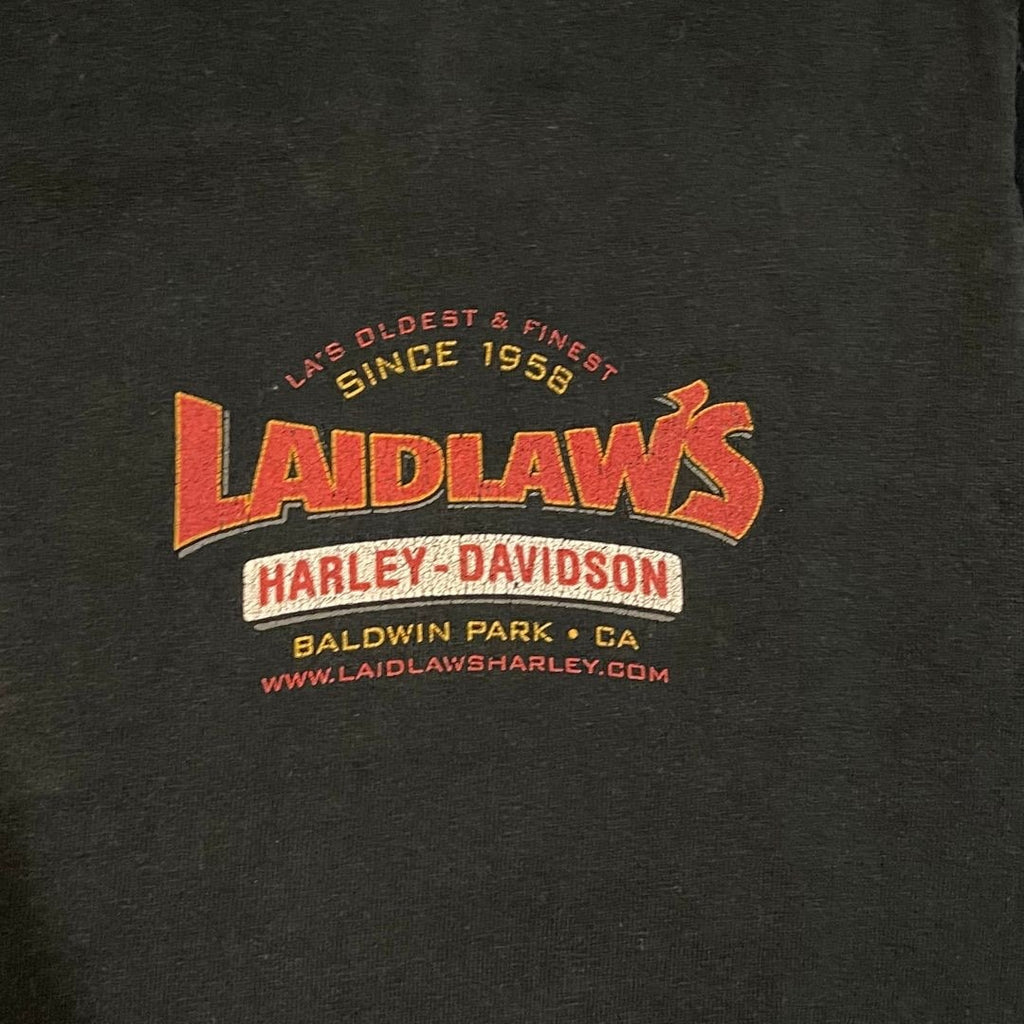 LA'S OLDEST & FINEST
SINCE 1958
LAIDLAW'S
HARLEY-DAVIDSON
BALDWIN PARK • CA
WWW.LAIDLAWSHARLEY.COM